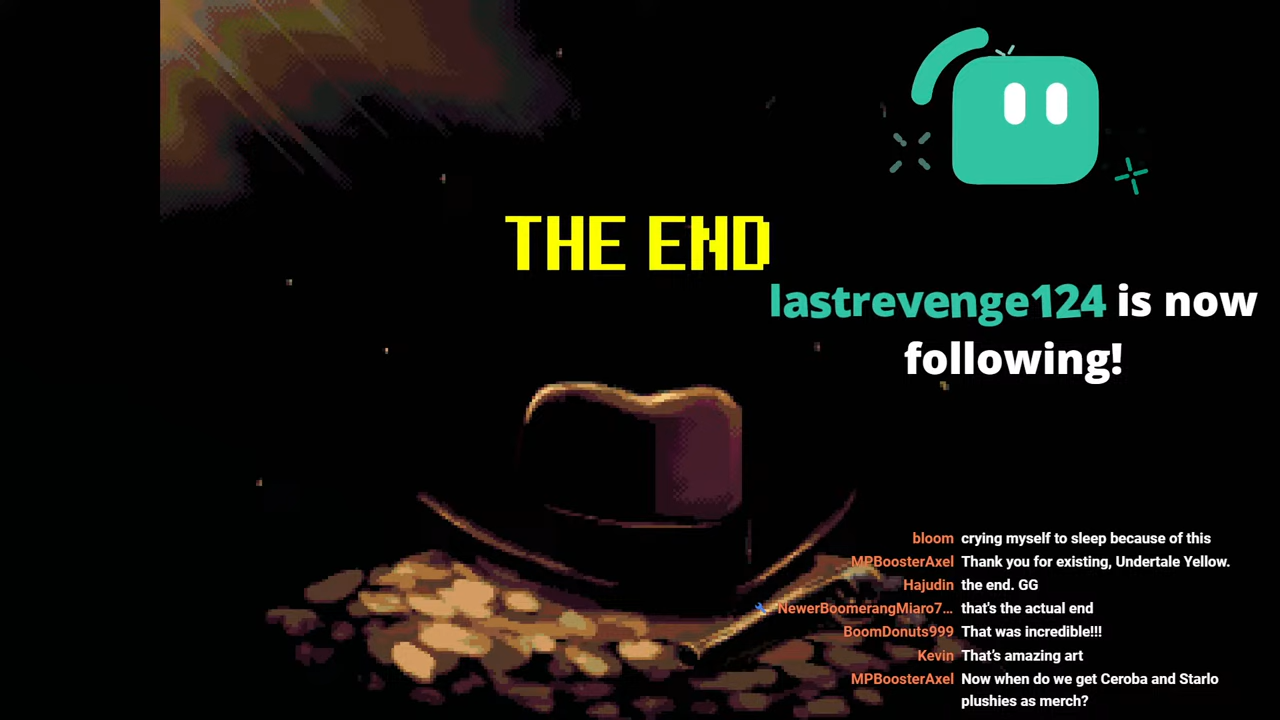 THE END
lastrevenge124 is now
following!
bloom crying myself to sleep because of this
MPBoosterAxel Thank you for existing, Undertale Yellow.
Hajudin the end. GG
NewerBoomerangMiaro7... that's the actual end
BoomDonuts999 That was incredible!!!
Kevin That's amazing art
MPBoosterAxel Now when do we get Ceroba and Starlo
plushies as merch?